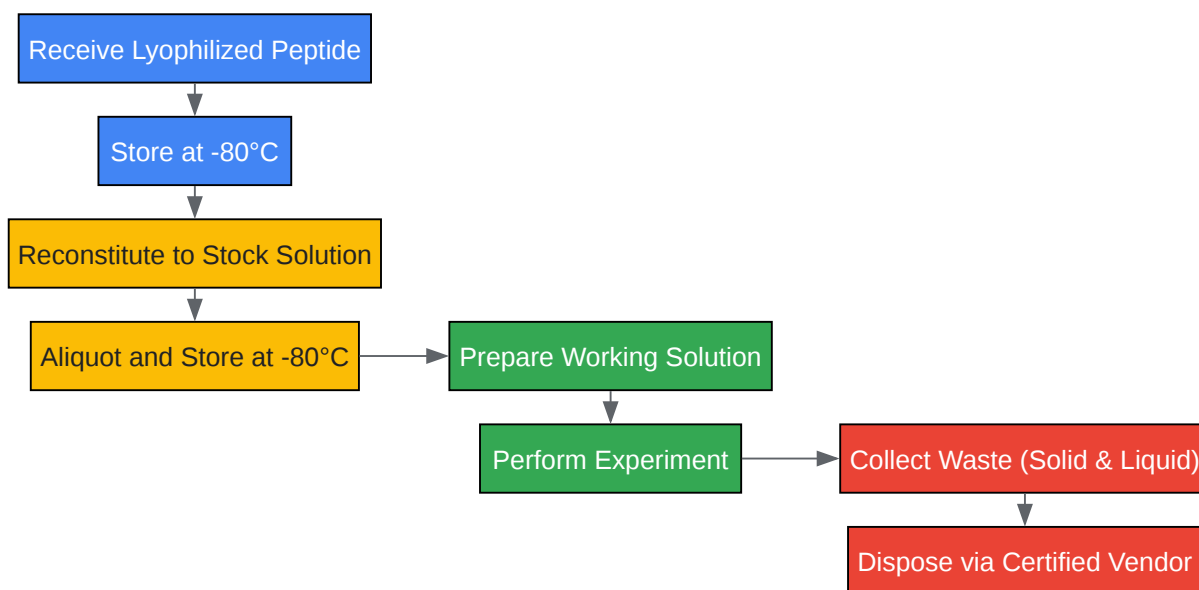 Receive Lyophilized Peptide
Store at -80°C
Reconstitute to Stock Solution
Aliquot and Store at -80°C
Prepare Working Solution
Perform Experiment
Collect Waste (Solid & Liquid)
Dispose via Certified Vendor